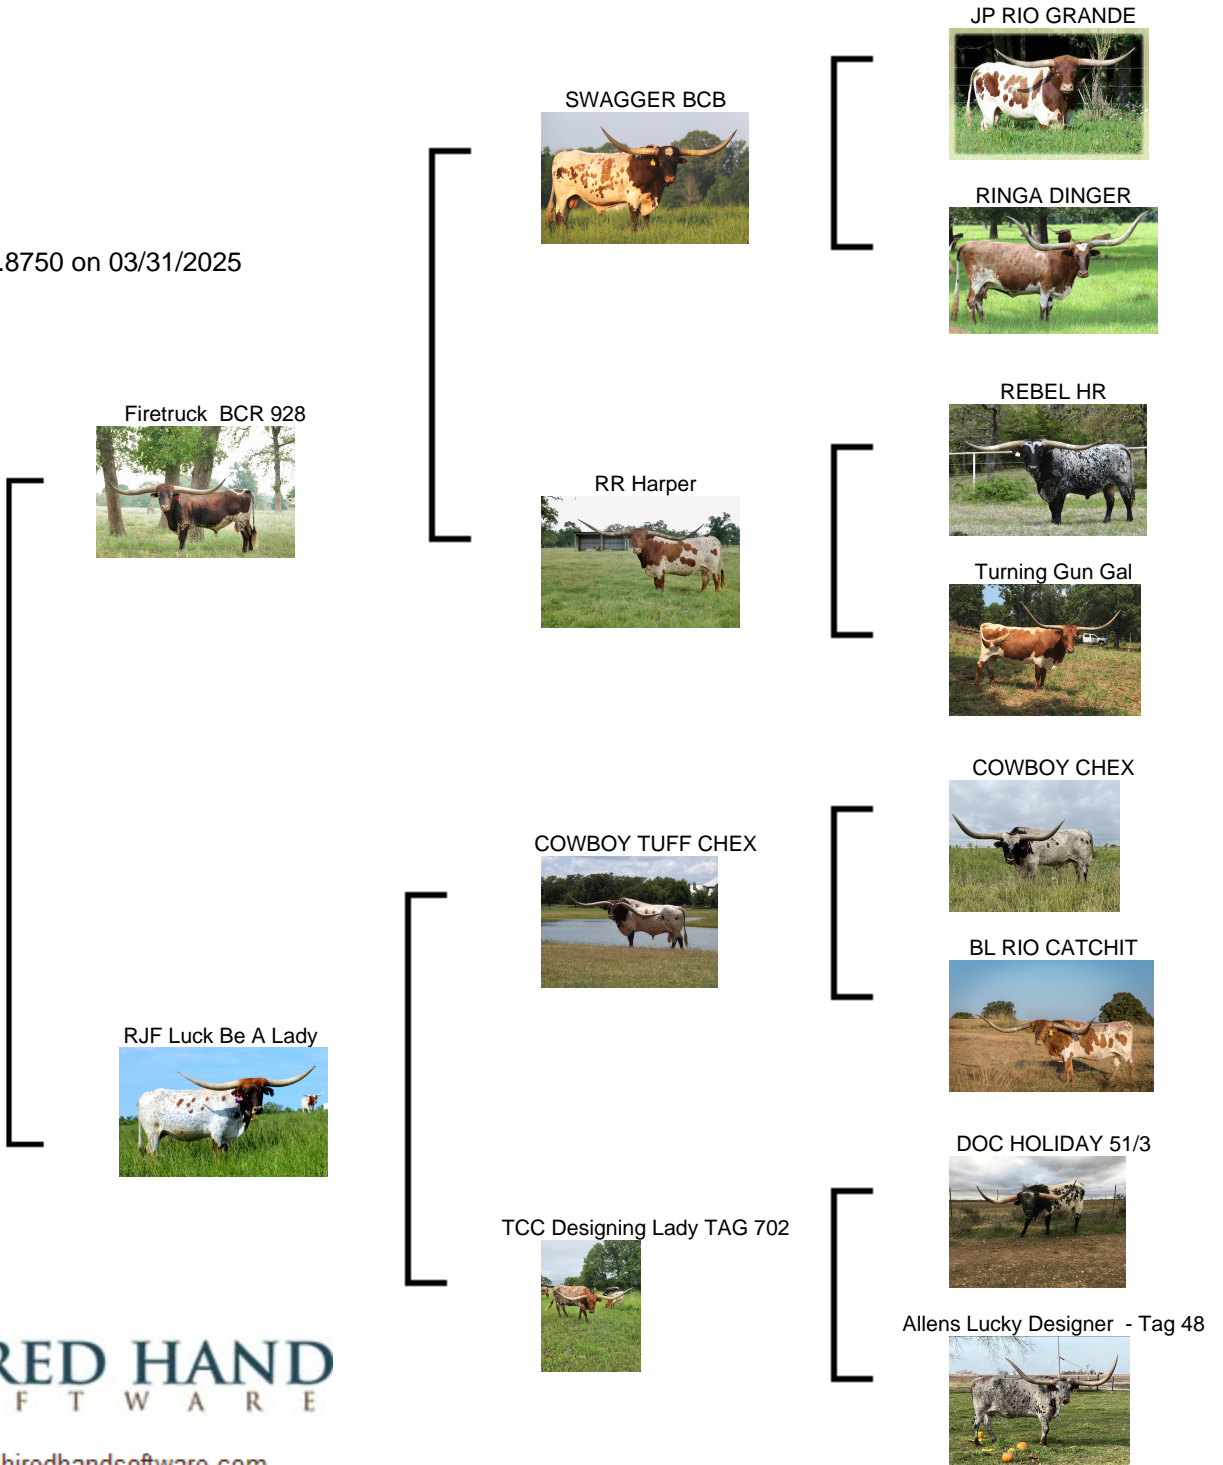 JP RIO GRANDE
SWAGGER BCB
RINGA DINGER
.8750 on 03/31/2025
REBEL HR
Firetruck  BCR 928
RR Harper
Turning Gun Gal
COWBOY CHEX
COWBOY TUFF CHEX
BL RIO CATCHIT
RJF Luck Be A Lady
DOC HOLIDAY 51/3
TCC Designing Lady TAG 702
Allens Lucky Designer  - Tag 48
RED HAND
F T W A R E
hiredhandsoftware.com